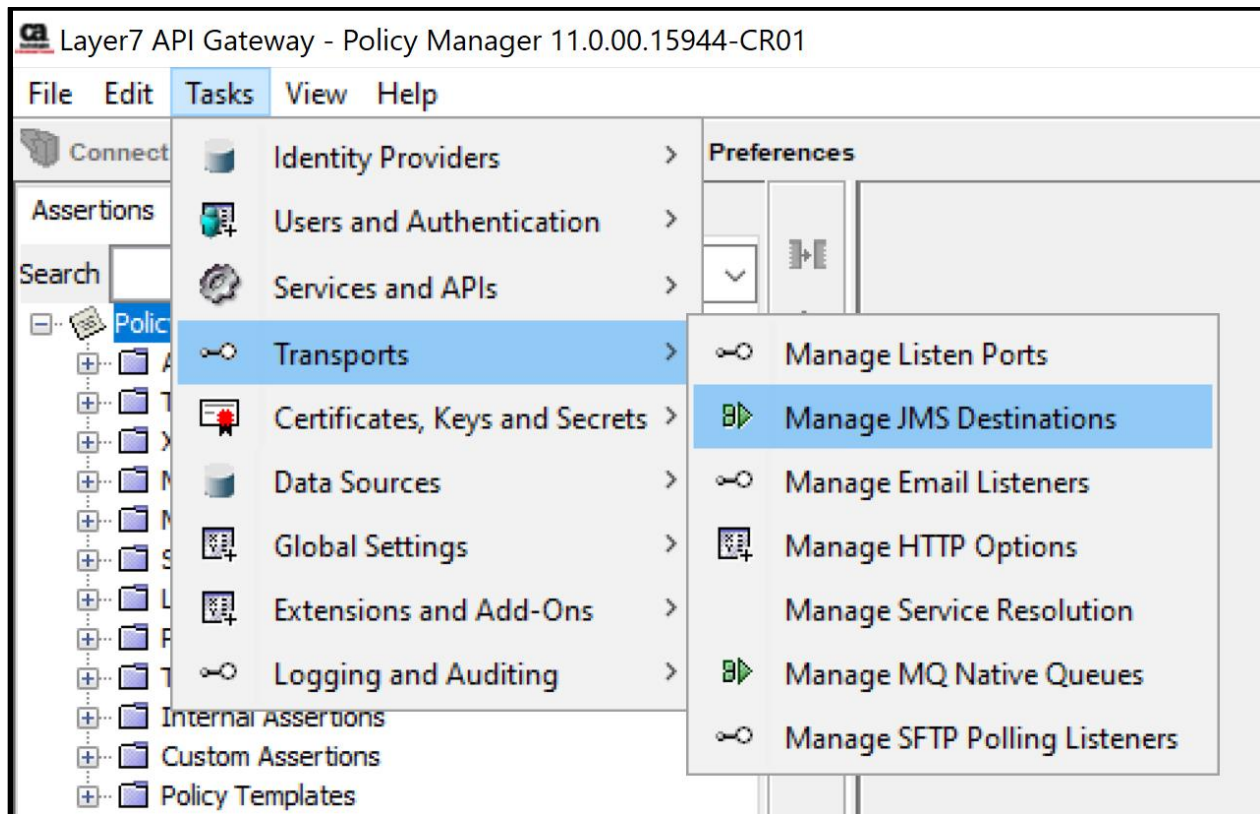 ca
Layer7 API Gateway - Policy Manager 11.0.00.15944-CR01
File Edit Tasks View Help
Connect
Preferences
Assertions
Search
Identity Providers
Users and Authentication
Services and APIs
Transports
Certificates, Keys and Secrets
Data Sources
Global Settings
Extensions and Add-Ons
Logging and Auditing
Manage Listen Ports
Manage JMS Destinations
Manage Email Listeners
Manage HTTP Options
Manage Service Resolution
Manage MQ Native Queues
Manage SFTP Polling Listeners
Internal Assertions
Custom Assertions
Policy Templates